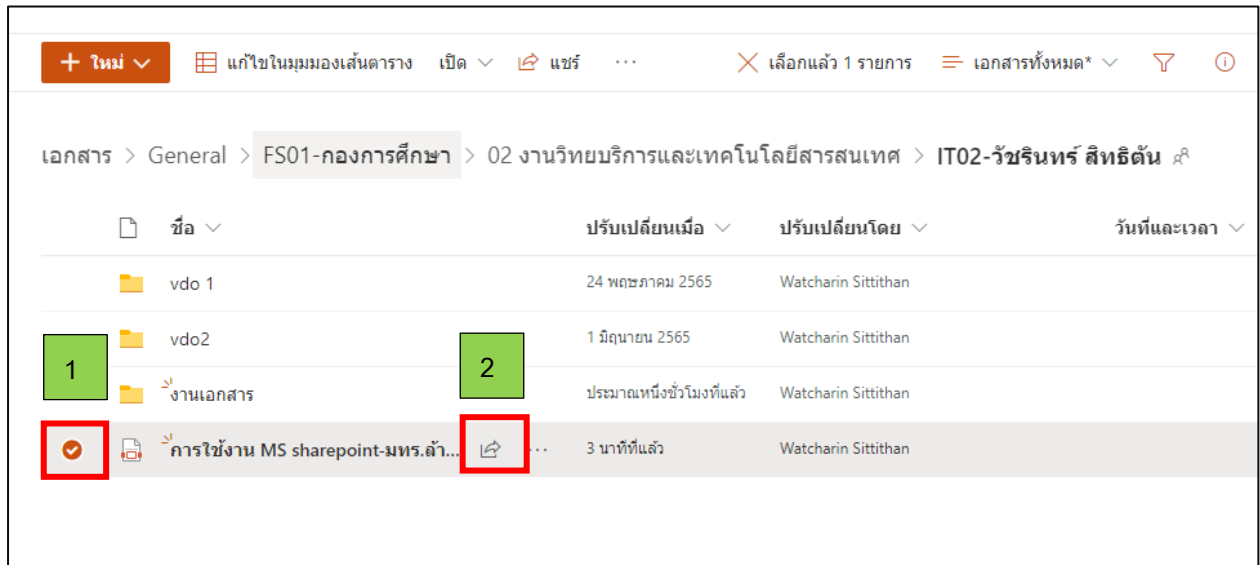 + ใหม่ แก้ไขในมุมมองเส้นตาราง เปิด แชร์ ... เลือกแล้ว 1 รายการ เอกสารทั้งหมด*
เอกสาร > General > FS01-กองการศึกษา > 02 งานวิทยบริการและเทคโนโลยีสารสนเทศ > IT02-วัชรินทร์ สิทธิตัน
ชื่อ ปรับเปลี่ยนเมื่อ ปรับเปลี่ยนโดย วันที่และเวลา
vdo 1 24 พฤษภาคม 2565 Watcharin Sittithan
vdo2 1 มิถุนายน 2565 Watcharin Sittithan
1 2
งานเอกสาร ประมาณหนึ่งชั่วโมงที่แล้ว Watcharin Sittithan
การใช้งาน MS sharepoint-มทร.ล้า... ... 3 นาทีที่แล้ว Watcharin Sittithan